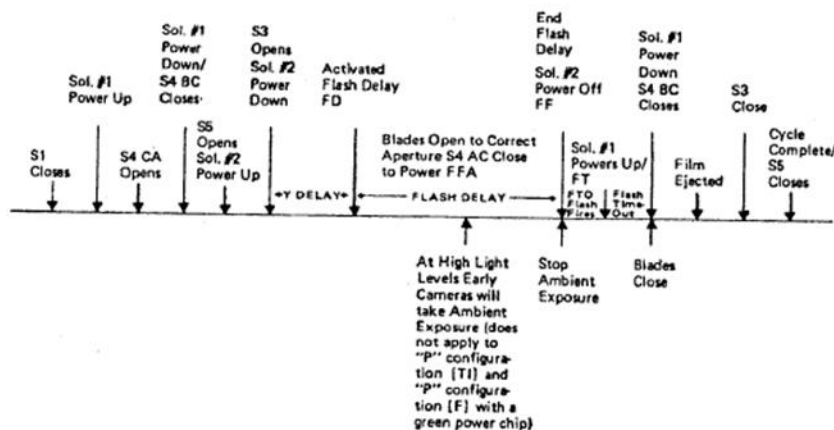 S1
Closes
Sol. #1
Power Up
S4 CA
Opens
Sol. #1
Power
Down/
S4 BC
Closes
S5
Opens
Sol. #2
Power Up
S3
Opens
Sol. #2
Power
Down
Y DELAY
Activated
Flash Delay
FD
Blades Open to Correct
Aperture S4 AC Close
to Power FFA
FLASH DELAY
End
Flash
Delay
Sol. #2
Power Off
FF
Sol. #1
Powers Up/
FT
FTO
Flash
Fires
Flash
Time-
Out
Sol. #1
Power
Down
S4 BC
Closes
Film
Ejected
S3
Close
Cycle
Complete/
S5
Closes
At High Light
Levels Early
Cameras will
take Ambient
Exposure (does
not apply to
"P" configura-
tion [TI] and
"P" configura-
tion [F] with a
green power chip)
Stop
Ambient
Exposure
Blades
Close